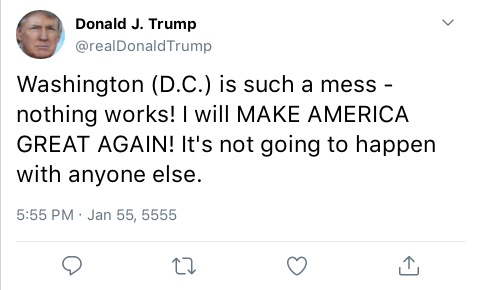 Donald J. Trump
@realDonaldTrump
Washington (D.C.) is such a mess -
nothing works! I will MAKE AMERICA
GREAT AGAIN! It's not going to happen
with anyone else.
5:55 PM · Jan 55, 5555